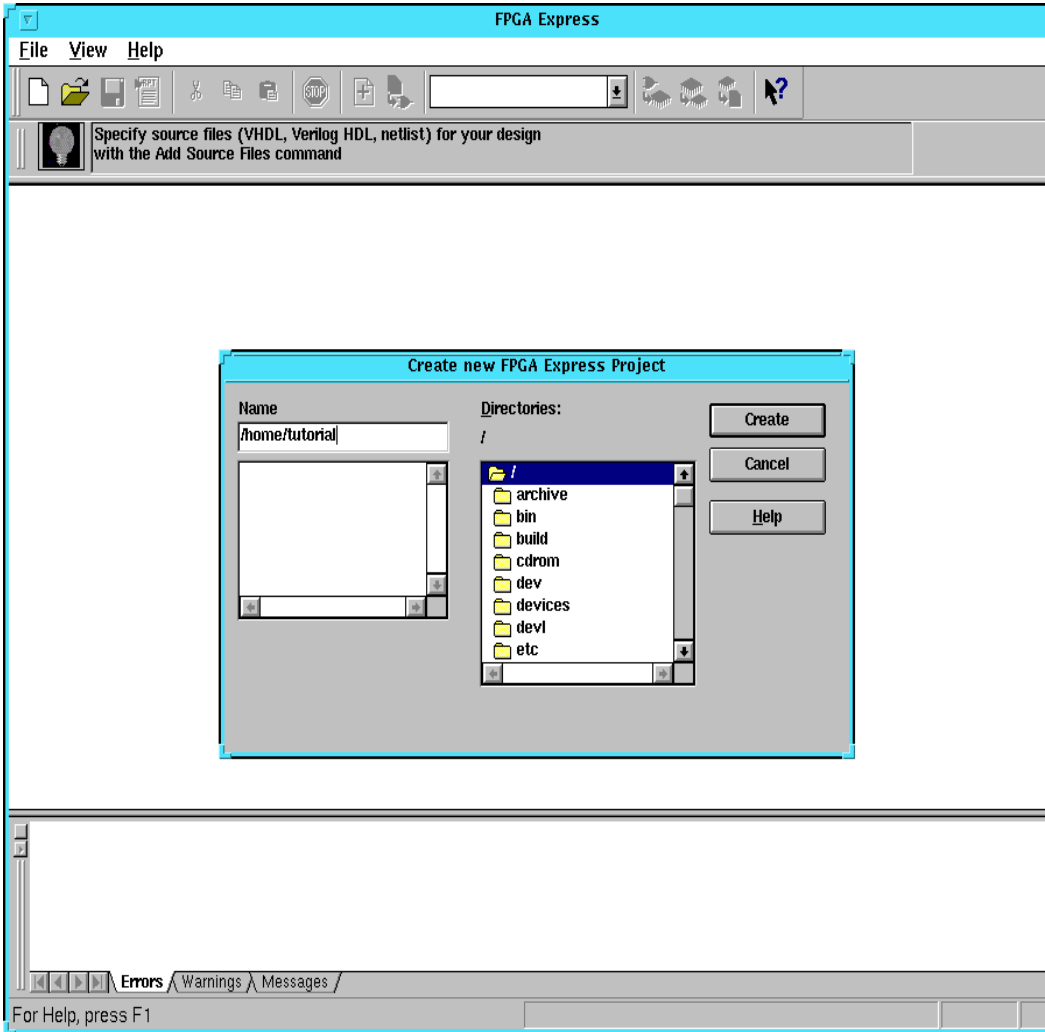 FPGA Express
File View Help
RPT
STOP
?
Specify source files (VHDL, Verilog HDL, netlist) for your design
with the Add Source Files command
Create new FPGA Express Project
Name
/home/tutorial
Directories:
/
/
archive
bin
build
cdrom
dev
devices
devl
etc
Create
Cancel
Help
Errors Warnings Messages
For Help, press F1